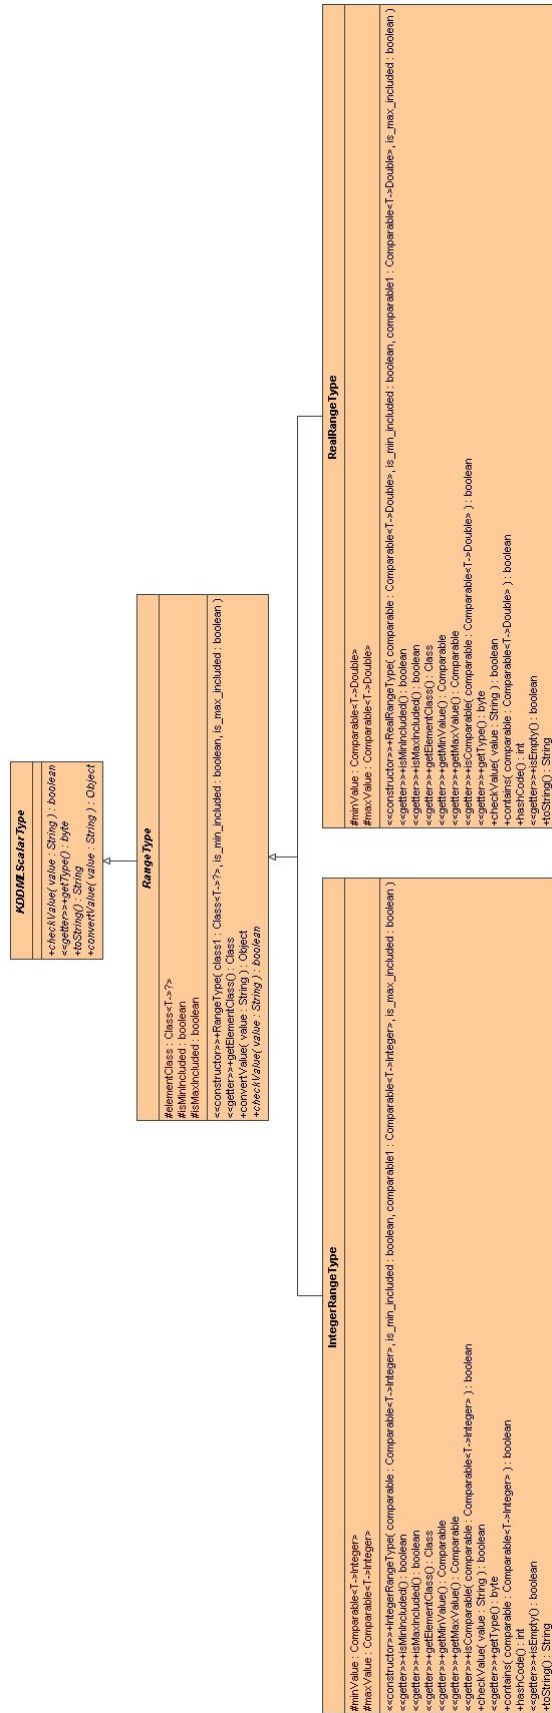 KDDMLScalarType
+checkValue( value : String ) : boolean
<<getter>>+getType() : byte
+toString() : String
+convertValue( value : String ) : Object
RangeType
#elementClass : Class<T->?>
#isMinIncluded : boolean
#isMaxIncluded : boolean
<<constructor>>+RangeType( class1 : Class<T->?>, is_min_included : boolean, is_max_included : boolean )
<<getter>>+getElementClass() : Class
+convertValue( value : String ) : Object
+checkValue( value : String ) : boolean
IntegerRangeType
#minValue : Comparable<T->Integer>
#maxValue : Comparable<T->Integer>
<<constructor>>+IntegerRangeType( comparable : Comparable<T->Integer>, is_min_included : boolean, comparable1 : Comparable<T->Integer>, is_max_included : boolean )
<<getter>>+isMinIncluded() : boolean
<<getter>>+isMaxIncluded() : boolean
<<getter>>+getElementClass() : Class
<<getter>>+getMinValue() : Comparable
<<getter>>+getMaxValue() : Comparable
<<getter>>+isComparable( comparable : Comparable<T->Integer> ) : boolean
+checkValue( value : String ) : boolean
<<getter>>+getType() : byte
+contains( comparable : Comparable<T->Integer> ) : boolean
+hashCode() : int
<<getter>>+isEmpty() : boolean
+toString() : String
RealRangeType
#minValue : Comparable<T->Double>
#maxValue : Comparable<T->Double>
<<constructor>>+RealRangeType( comparable : Comparable<T->Double>, is_min_included : boolean, comparable1 : Comparable<T->Double>, is_max_included : boolean )
<<getter>>+isMinIncluded() : boolean
<<getter>>+isMaxIncluded() : boolean
<<getter>>+getElementClass() : Class
<<getter>>+getMinValue() : Comparable
<<getter>>+getMaxValue() : Comparable
<<getter>>+isComparable( comparable : Comparable<T->Double> ) : boolean
<<getter>>+getType() : byte
+checkValue( value : String ) : boolean
+contains( comparable : Comparable<T->Double> ) : boolean
+hashCode() : int
<<getter>>+isEmpty() : boolean
+toString() : String